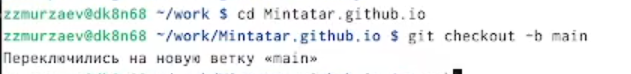 zzmurzaev@dk8n68 ~/work $ cd Mintatar.github.io
zzmurzaev@dk8n68 ~/work/Mintatar.github.io $ git checkout -b main
Переключились на новую ветку «main»